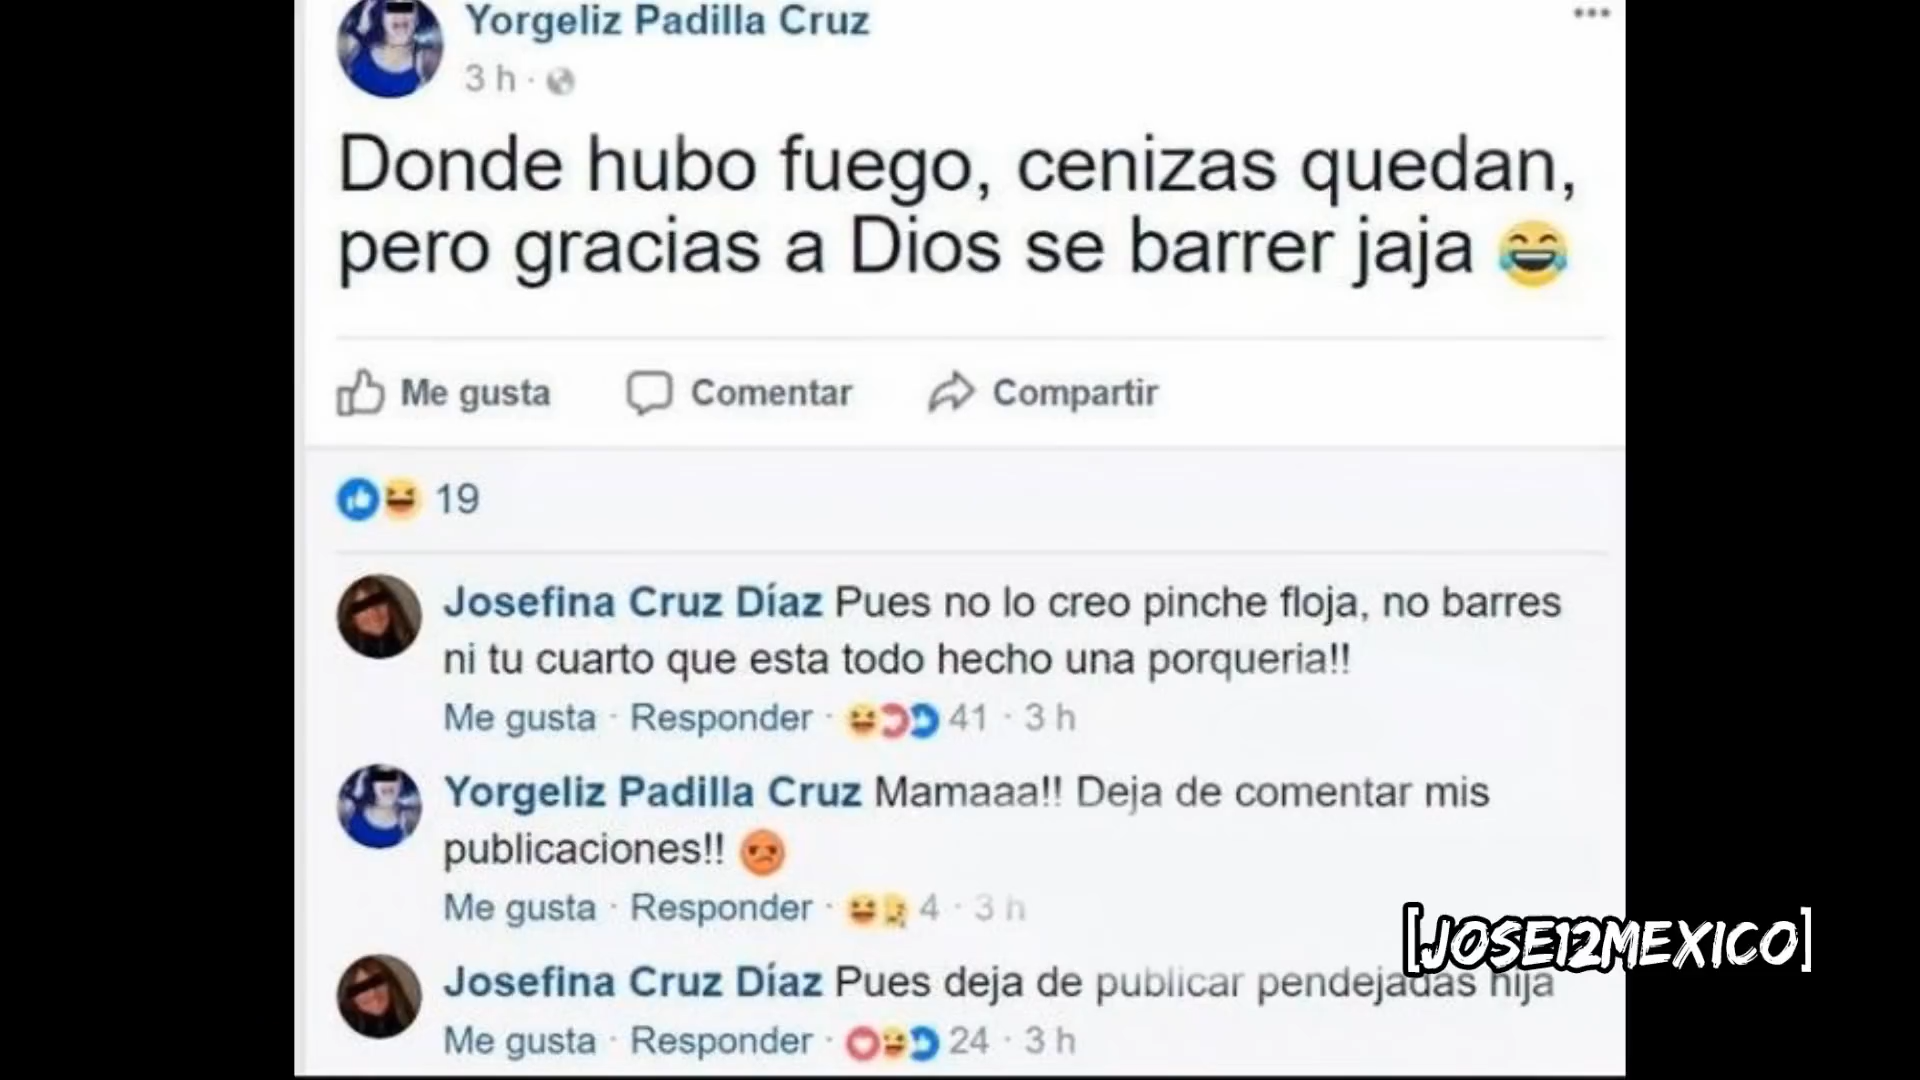 Yorgeliz Padilla Cruz
3 h
Donde hubo fuego, cenizas quedan,
pero gracias a Dios se barrer jaja
Me gusta Comentar Compartir
19
Josefina Cruz Díaz Pues no lo creo pinche floja, no barres
ni tu cuarto que esta todo hecho una porqueria!!
Me gusta · Responder · 41 · 3 h
Yorgeliz Padilla Cruz Mamaaa!! Deja de comentar mis
publicaciones!!
Me gusta · Responder · 4 · 3 h
[JOSE12MEXICO]
Josefina Cruz Díaz Pues deja de publicar pendejadas hija
Me gusta · Responder · 24 · 3 h